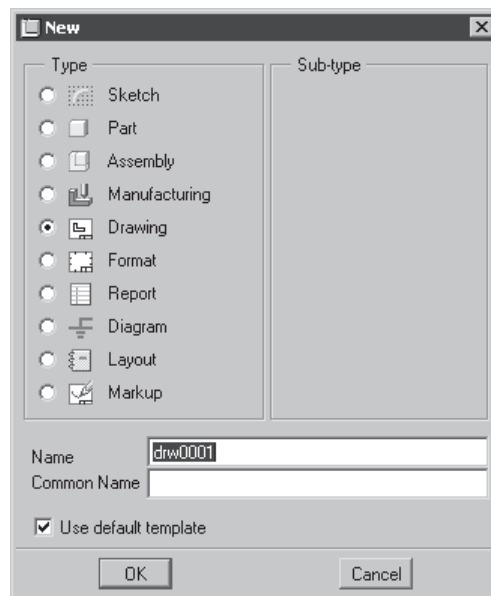 New
Type
Sub-type
Sketch
Part
Assembly
Manufacturing
Drawing
Format
Report
Diagram
Layout
Markup
Name drw0001
Common Name
Use default template
OK Cancel